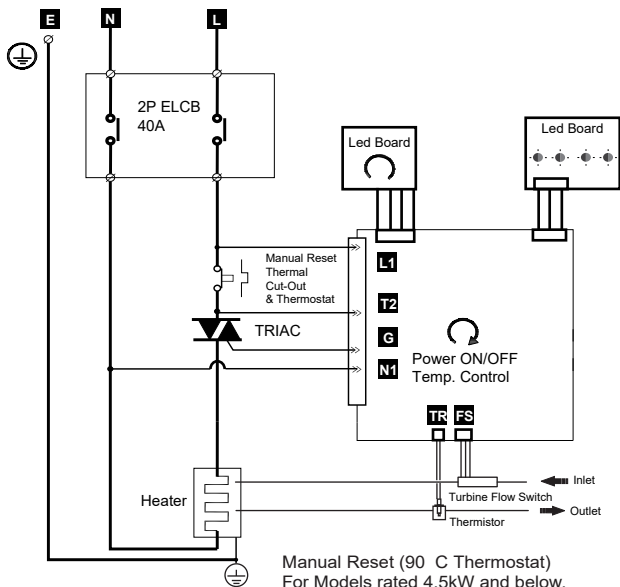 E N L
2P ELCB
40A
Led Board
Led Board
Manual Reset
Thermal
Cut-Out
& Thermostat
L1
T2
TRIAC
G
N1
Power ON/OFF
Temp. Control
TR FS
Inlet
Turbine Flow Switch
Heater
Outlet
Thermistor
Manual Reset (90 C Thermostat)
For Models rated 4.5kW and below.